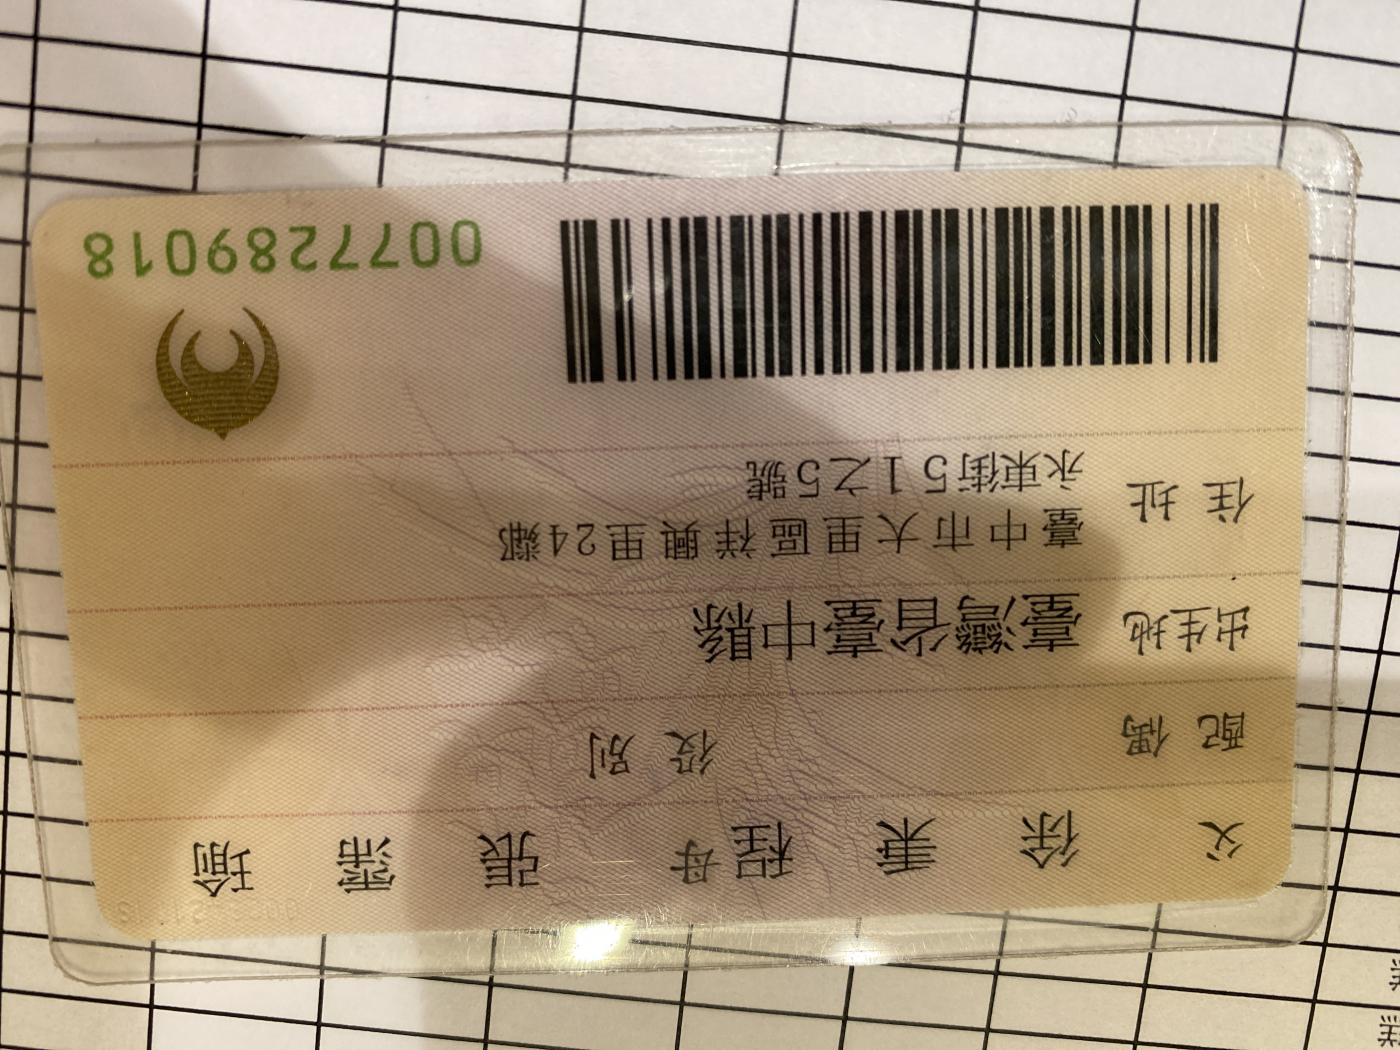 父 徐秉程 母 張霈瑜
配偶 役別
出生地 臺灣省臺中縣
住址 臺中市大里區祥興里24鄰
永東街51之5號
0077289018